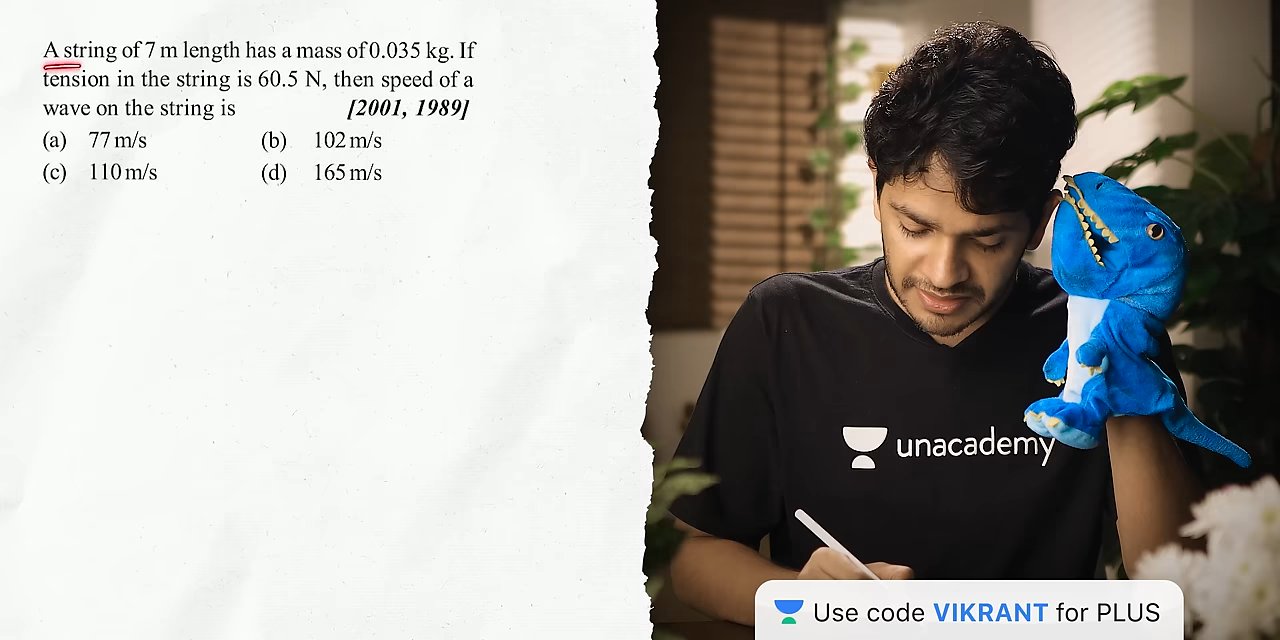 A string of 7 m length has a mass of 0.035 kg. If
tension in the string is 60.5 N, then speed of a
wave on the string is [2001, 1989]
(a) 77 m/s (b) 102 m/s
(c) 110 m/s (d) 165 m/s
unacademy
Use code VIKRANT for PLUS